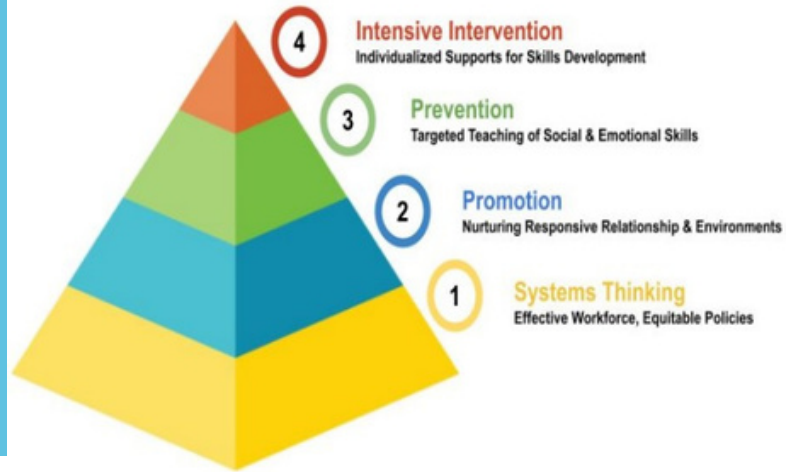 4
Intensive Intervention
Individualized Supports for Skills Development
3
Prevention
Targeted Teaching of Social & Emotional Skills
2
Promotion
Nurturing Responsive Relationship & Environments
1
Systems Thinking
Effective Workforce, Equitable Policies